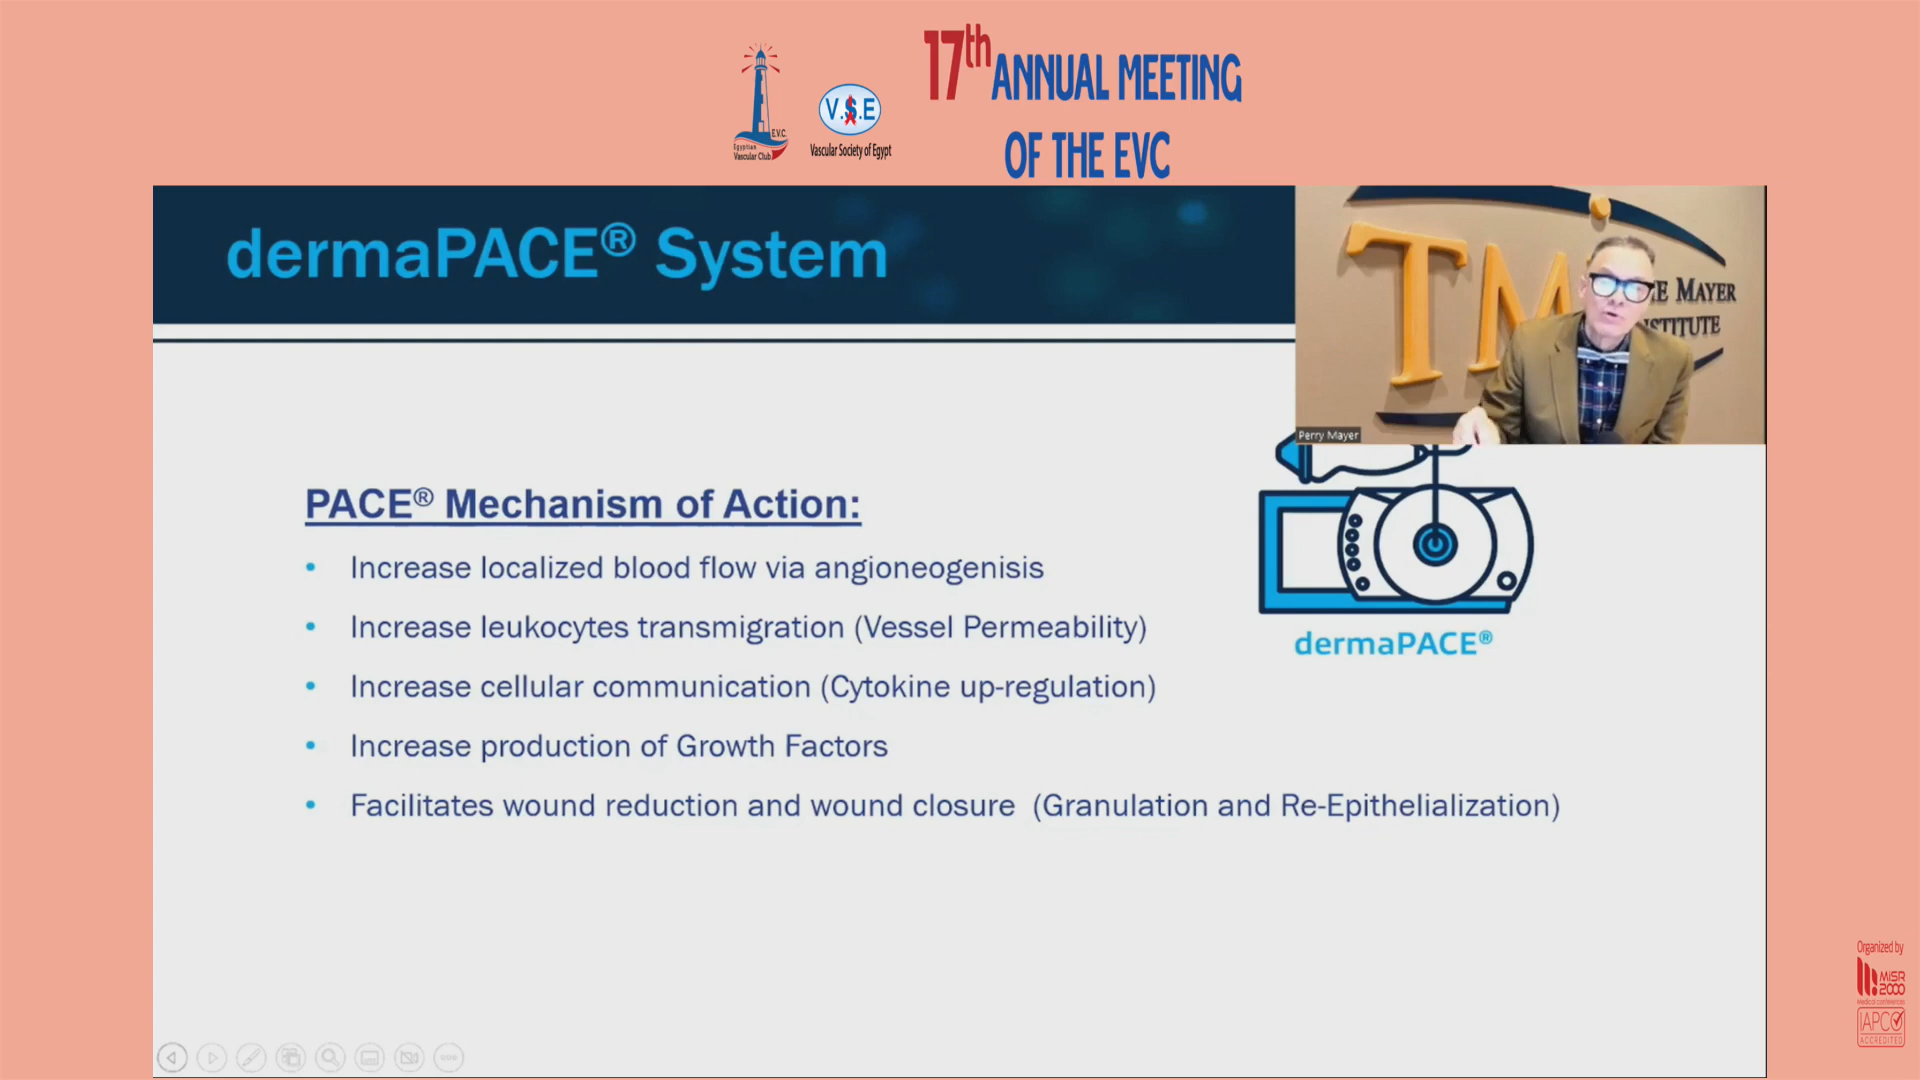 17th ANNUAL MEETING
OF THE EVC
E.V.C.
Egyptian
Vascular Club
V.S.E
Vascular Society of Egypt
dermaPACE® System
TM
E MAYER
STITUTE
Perry Mayer
PACE® Mechanism of Action:
• Increase localized blood flow via angioneogenisis
• Increase leukocytes transmigration (Vessel Permeability)
• Increase cellular communication (Cytokine up-regulation)
• Increase production of Growth Factors
• Facilitates wound reduction and wound closure (Granulation and Re-Epithelialization)
dermaPACE®
Organized by
MiSR
2000
Medical conferences
IAPCO
ACCREDITED